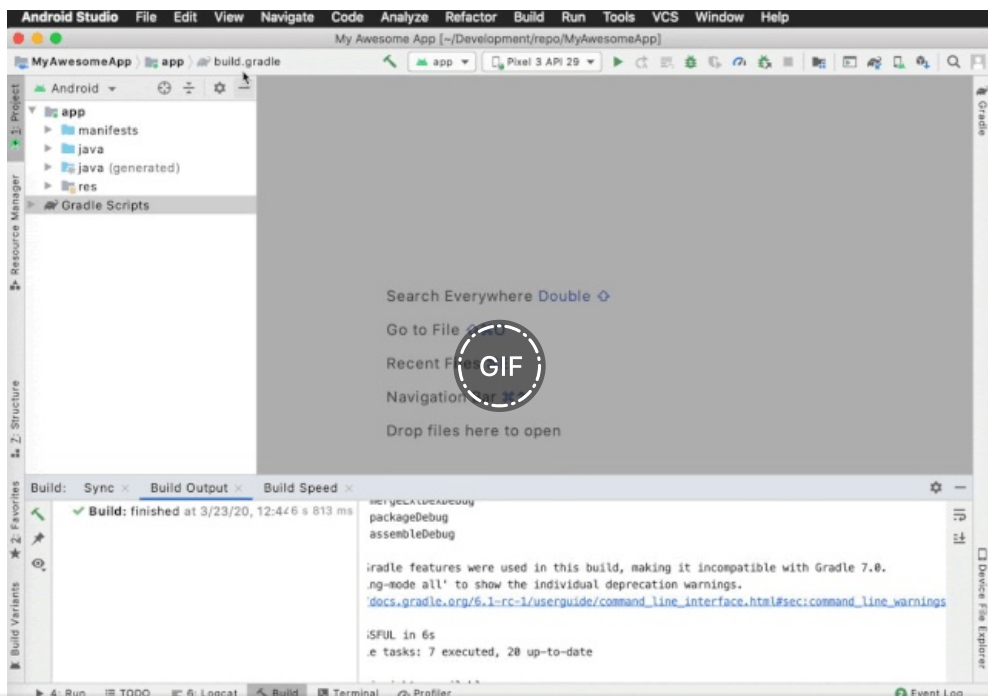 Android Studio File Edit View Navigate Code Analyze Refactor Build Run Tools VCS Window Help
My Awesome App [~/Development/repo/MyAwesomeApp]
MyAwesomeApp app build.gradle
app Pixel 3 API 29
1: Project
Resource Manager
Z: Structure
2: Favorites
Build Variants
Android
app
manifests
java
java (generated)
res
Gradle Scripts
Search Everywhere Double ⇧
Go to File
GIF
Recent
Navigation
Drop files here to open
Gradle
Device File Explorer
Build: Sync × Build Output × Build Speed ×
Build: finished at 3/23/20, 6 s 813 ms
mergeExtDexDebug
packageDebug
assembleDebug
Gradle features were used in this build, making it incompatible with Gradle 7.0.
ng-mode all' to show the individual deprecation warnings.
docs.gradle.org/6.1-rc-1/userguide/command_line_interface.html#sec:command_line_warnings
SSFUL in 6s
e tasks: 7 executed, 20 up-to-date
4: Run TODO 6: Logcat Build Terminal Profiler Event Log